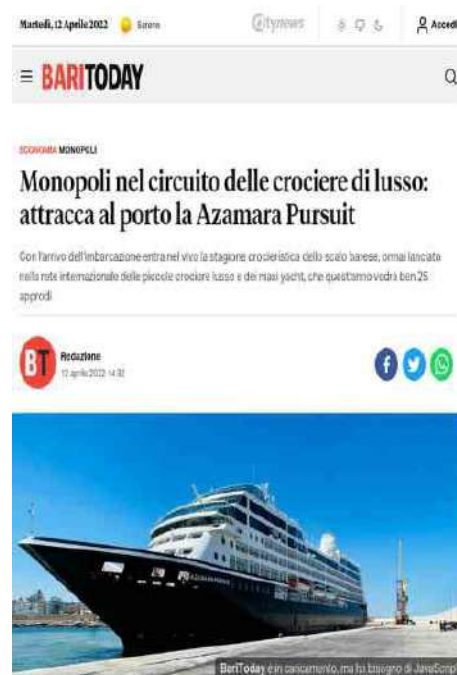 Martedì, 12 Aprile 2022 Sereno citynews Accedi
BARITODAY
ECONOMIA MONOPOLI
Monopoli nel circuito delle crociere di lusso:
attracca al porto la Azamara Pursuit
Con l'arrivo dell'imbarcazione entra nel vivo la stagione crocieristica dello scalo barese, ormai lanciata
nella rete internazionale delle piccole crociere lusso e dei maxi yacht, che quest'anno vedrà ben 25
approdi
BT Redazione
12 aprile 2022 14:32
AZAMARA PURSUIT
BariToday è in caricamento, ma ha bisogno di JavaScript